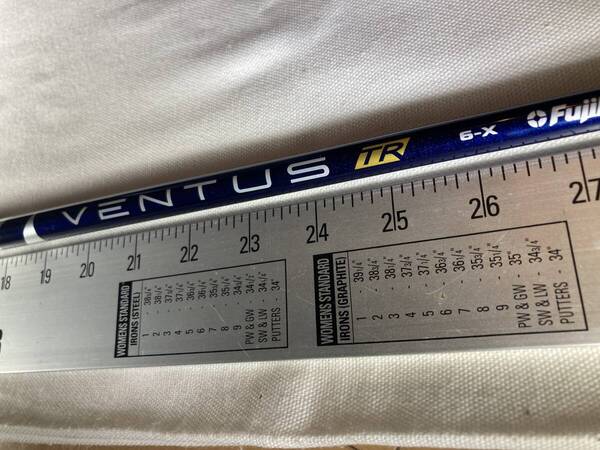 VENTUS TR 6-X Fuji
18 19 20 21 22 23 24 25 26 27
WOMENS STANDARD
IRONS (STEEL)
1 - 38¾"
2 - 38¼"
3 - 37¾"
4 - 37¼"
5 - 36¾"
6 - 36¼"
7 - 35¾"
8 - 35¼"
9 - 34¾"
PW & GW - 34½"
SW & LW - 34¼"
PUTTERS - 34"
WOMENS STANDARD
IRONS (GRAPHITE)
1 - 39¼"
2 - 38¾"
3 - 38¼"
4 - 37¾"
5 - 37¼"
6 - 36¾"
7 - 36¼"
8 - 35¾"
9 - 35¼"
PW & GW - 35"
SW & LW - 34¾"
PUTTERS - 34"